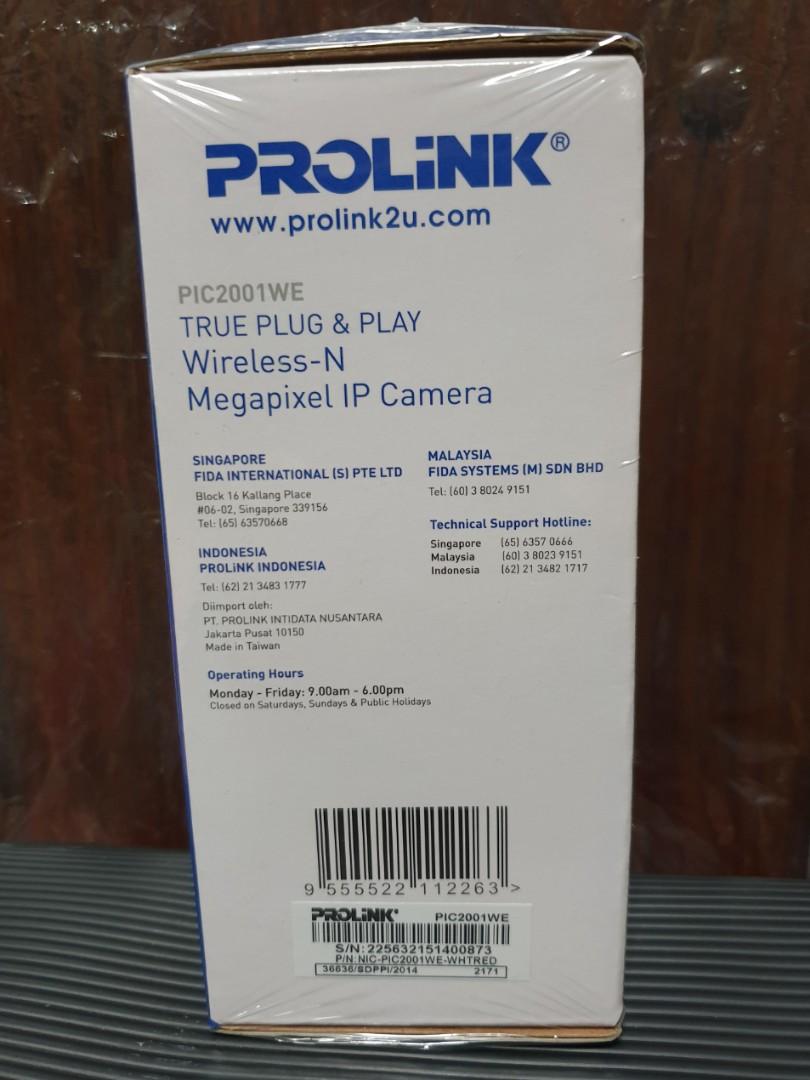 PROLiNK®
www.prolink2u.com
PIC2001WE
TRUE PLUG & PLAY
Wireless-N
Megapixel IP Camera
SINGAPORE
FIDA INTERNATIONAL (S) PTE LTD
Block 16 Kallang Place
#06-02, Singapore 339156
Tel: (65) 63570668
INDONESIA
PROLiNK INDONESIA
Tel: (62) 21 3483 1777
Diimport oleh:
PT. PROLINK INTIDATA NUSANTARA
Jakarta Pusat 10150
Made in Taiwan
Operating Hours
Monday - Friday: 9.00am - 6.00pm
Closed on Saturdays, Sundays & Public Holidays
MALAYSIA
FIDA SYSTEMS (M) SDN BHD
Tel: (60) 3 8024 9151
Technical Support Hotline:
Singapore (65) 6357 0666
Malaysia (60) 3 8023 9151
Indonesia (62) 21 3482 1717
9 555522 112263 >
PROLiNK® PIC2001WE
S/N: 225632151400873
P/N: NIC-PIC2001WE-WHTRED
36636/SDPPI/2014 2171